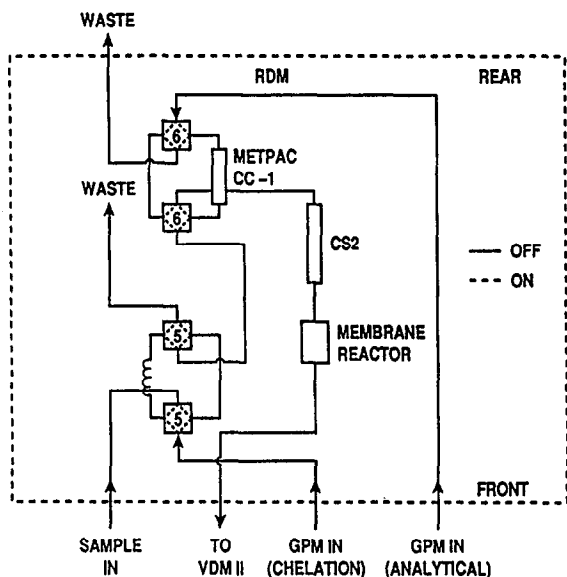 WASTE
RDM
REAR
6
METPAC
CC-1
WASTE
6
CS2
OFF
ON
5
MEMBRANE
REACTOR
5
FRONT
SAMPLE
IN
TO
VDM II
GPM IN
(CHELATION)
GPM IN
(ANALYTICAL)